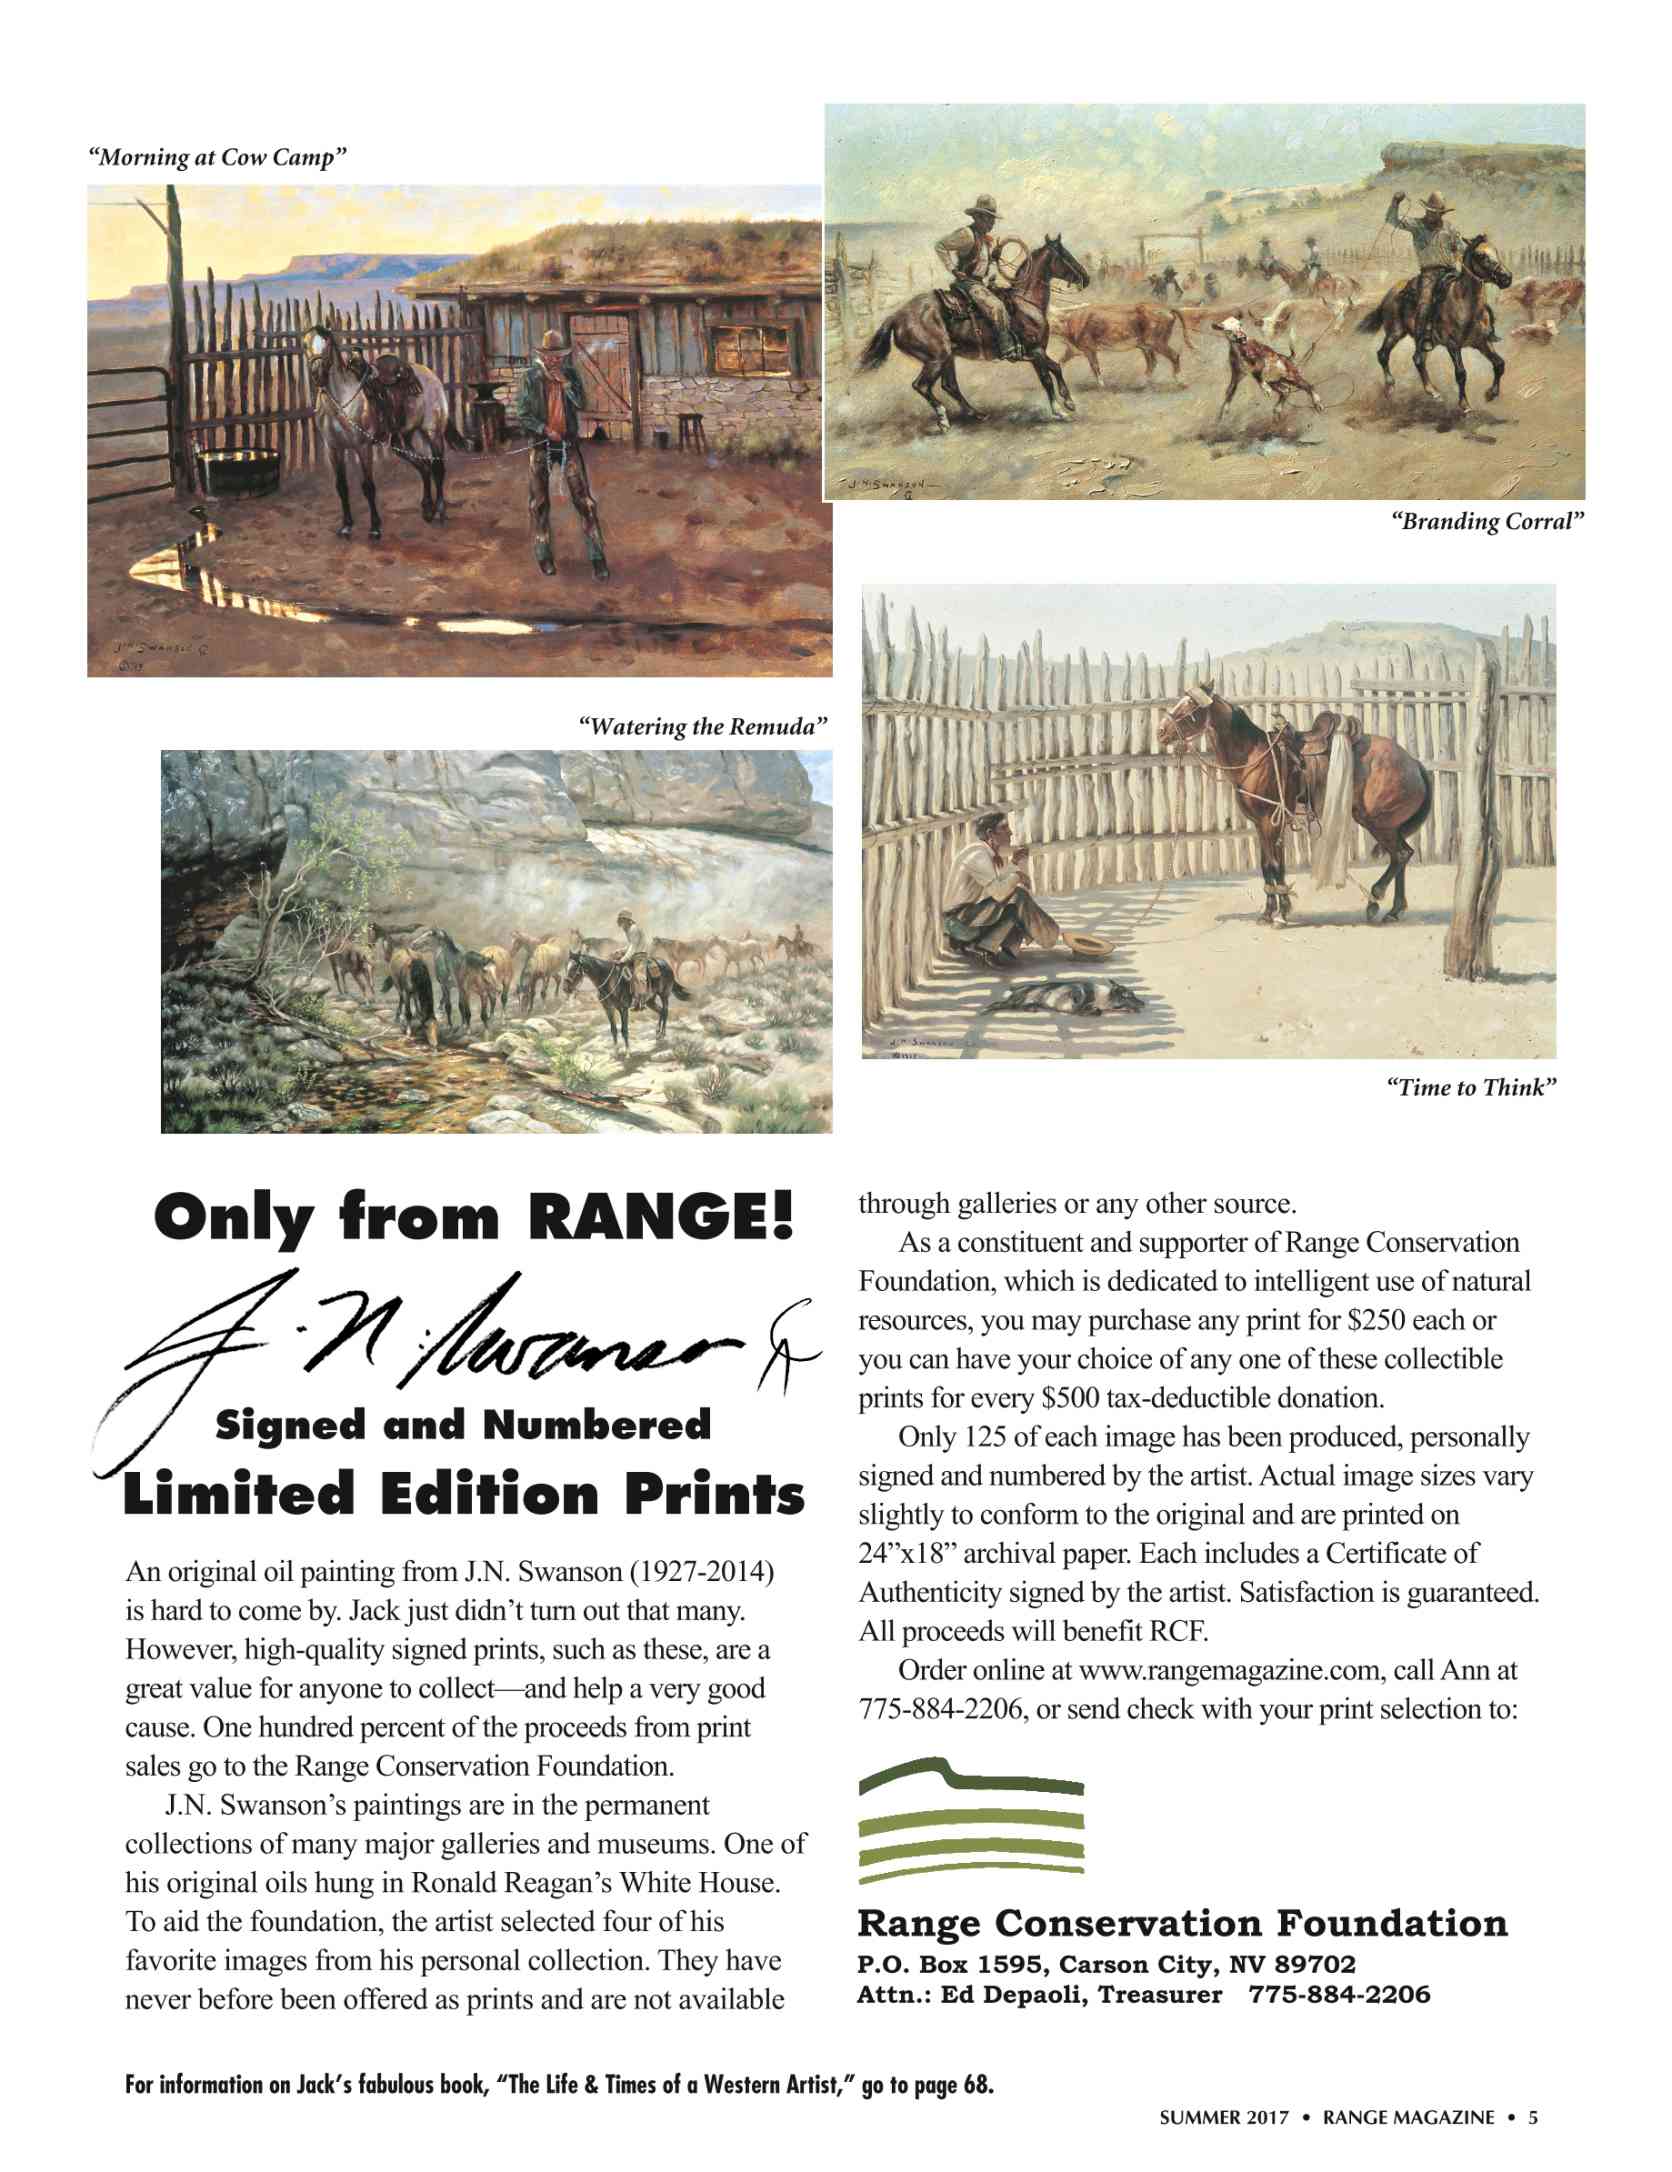 “Morning at Cow Camp”
J.N. SWANSON
“Branding Corral”
“Watering the Remuda”
J.N. SWANSON
J.N. SWANSON
“Time to Think”
Only from RANGE!
J.N. Swanson CA
Signed and Numbered
Limited Edition Prints
An original oil painting from J.N. Swanson (1927-2014)
is hard to come by. Jack just didn’t turn out that many.
However, high-quality signed prints, such as these, are a
great value for anyone to collect—and help a very good
cause. One hundred percent of the proceeds from print
sales go to the Range Conservation Foundation.
J.N. Swanson’s paintings are in the permanent
collections of many major galleries and museums. One of
his original oils hung in Ronald Reagan’s White House.
To aid the foundation, the artist selected four of his
favorite images from his personal collection. They have
never before been offered as prints and are not available
through galleries or any other source.
As a constituent and supporter of Range Conservation
Foundation, which is dedicated to intelligent use of natural
resources, you may purchase any print for $250 each or
you can have your choice of any one of these collectible
prints for every $500 tax-deductible donation.
Only 125 of each image has been produced, personally
signed and numbered by the artist. Actual image sizes vary
slightly to conform to the original and are printed on
24”x18” archival paper. Each includes a Certificate of
Authenticity signed by the artist. Satisfaction is guaranteed.
All proceeds will benefit RCF.
Order online at www.rangemagazine.com, call Ann at
775-884-2206, or send check with your print selection to:
Range Conservation Foundation
P.O. Box 1595, Carson City, NV 89702
Attn.: Ed Depaoli, Treasurer 775-884-2206
For information on Jack’s fabulous book, “The Life & Times of a Western Artist,” go to page 68.
SUMMER 2017 • RANGE MAGAZINE • 5